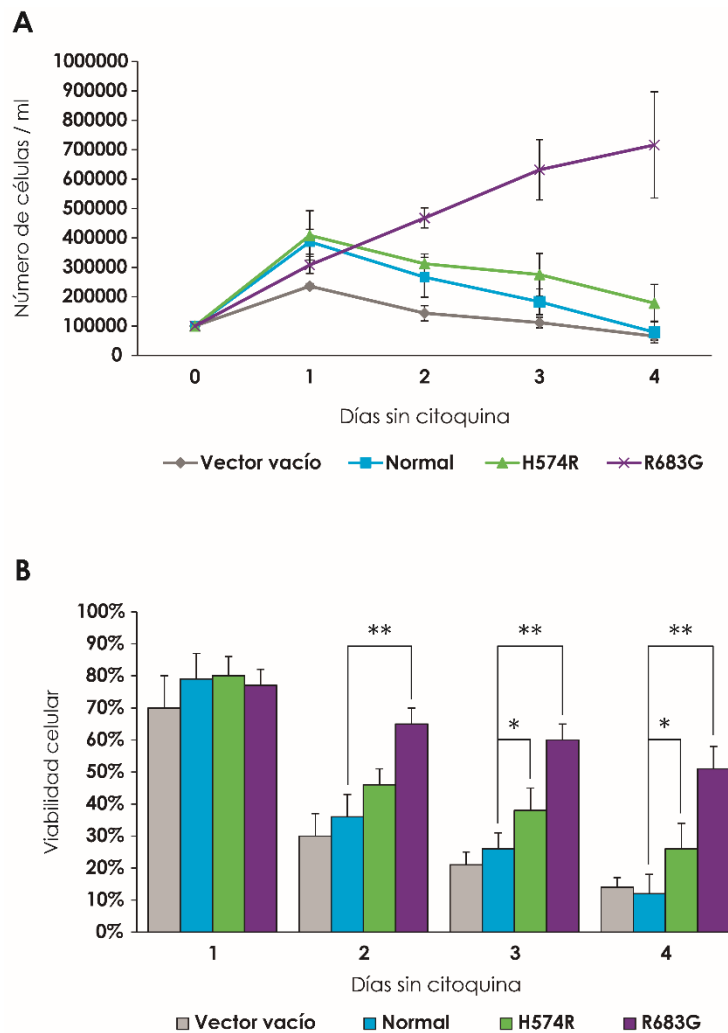 A
1000000
900000
800000
700000
600000
500000
400000
300000
200000
100000
0
Número de células / ml
0 1 2 3 4
Días sin citoquina
Vector vacío Normal H574R R683G
B
100%
90%
80%
70%
60%
50%
40%
30%
20%
10%
0%
Viabilidad celular
** ** **
* *
1 2 3 4
Días sin citoquina
Vector vacío Normal H574R R683G